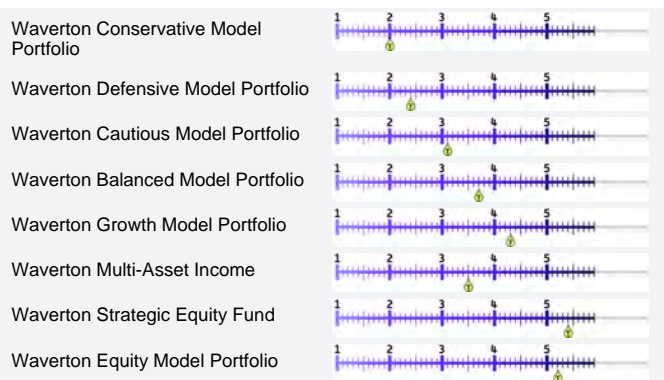 1 2 3 4 5
Waverton Conservative Model
Portfolio
T
1 2 3 4 5
Waverton Defensive Model Portfolio
T
1 2 3 4 5
Waverton Cautious Model Portfolio
T
1 2 3 4 5
Waverton Balanced Model Portfolio
T
1 2 3 4 5
Waverton Growth Model Portfolio
T
1 2 3 4 5
Waverton Multi-Asset Income
T
1 2 3 4 5
Waverton Strategic Equity Fund
T
1 2 3 4 5
Waverton Equity Model Portfolio
T